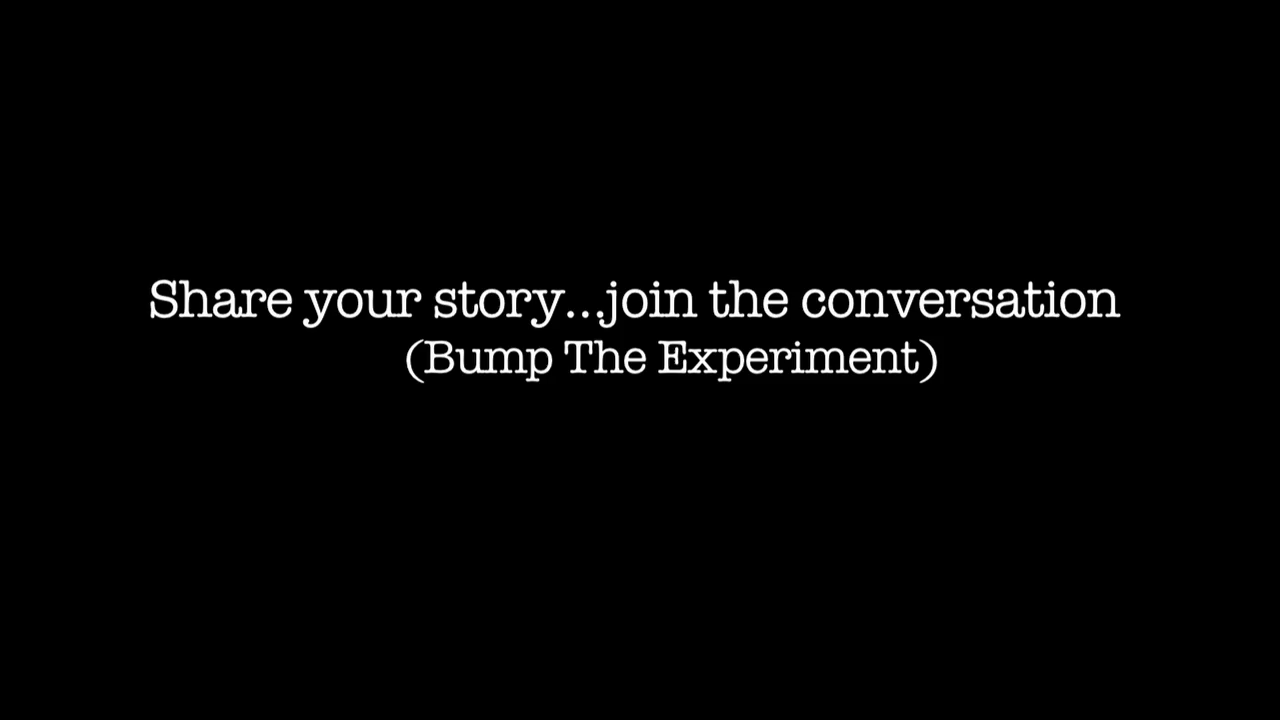 Share your story...join the conversation
(Bump The Experiment)